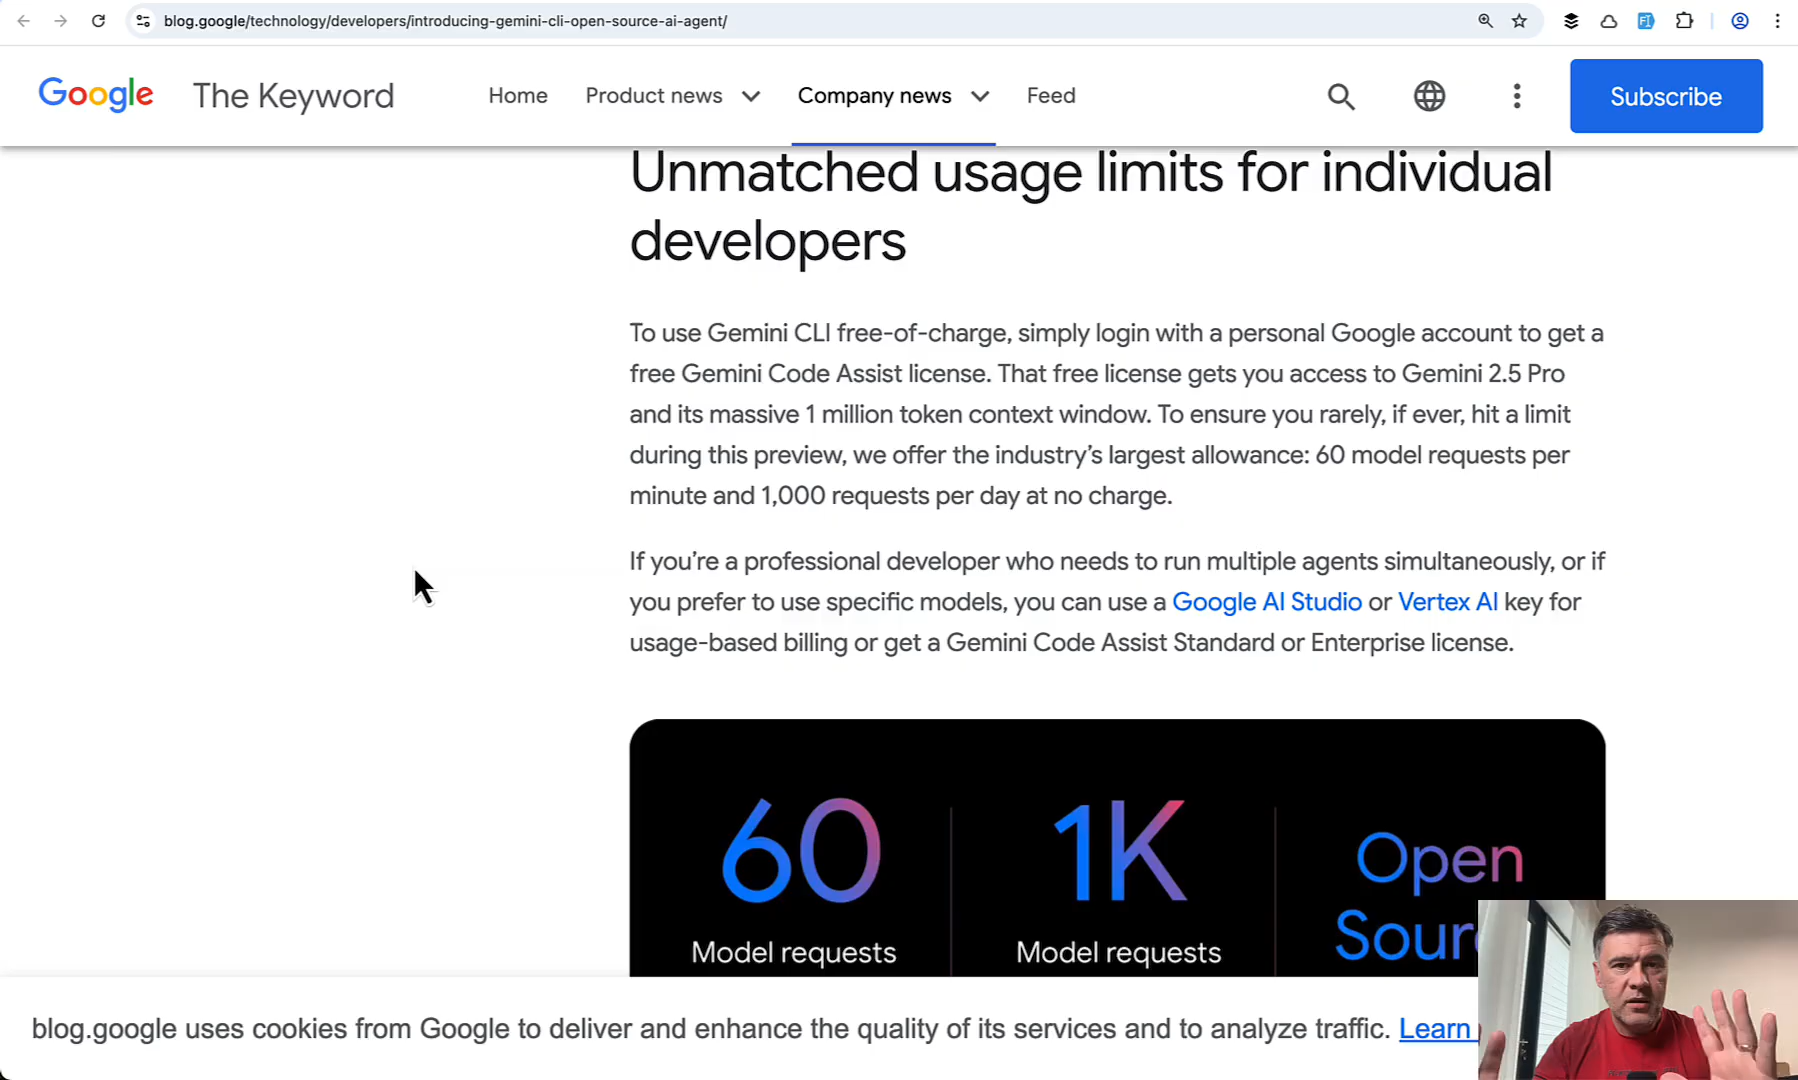 blog.google/technology/developers/introducing-gemini-cli-open-source-ai-agent/
Google The Keyword Home Product news Company news Feed Subscribe
Unmatched usage limits for individual
developers
To use Gemini CLI free-of-charge, simply login with a personal Google account to get a
free Gemini Code Assist license. That free license gets you access to Gemini 2.5 Pro
and its massive 1 million token context window. To ensure you rarely, if ever, hit a limit
during this preview, we offer the industry’s largest allowance: 60 model requests per
minute and 1,000 requests per day at no charge.
If you’re a professional developer who needs to run multiple agents simultaneously, or if
you prefer to use specific models, you can use a Google AI Studio or Vertex AI key for
usage-based billing or get a Gemini Code Assist Standard or Enterprise license.
60
Model requests
1K
Model requests
Open
Sour
blog.google uses cookies from Google to deliver and enhance the quality of its services and to analyze traffic. Learn